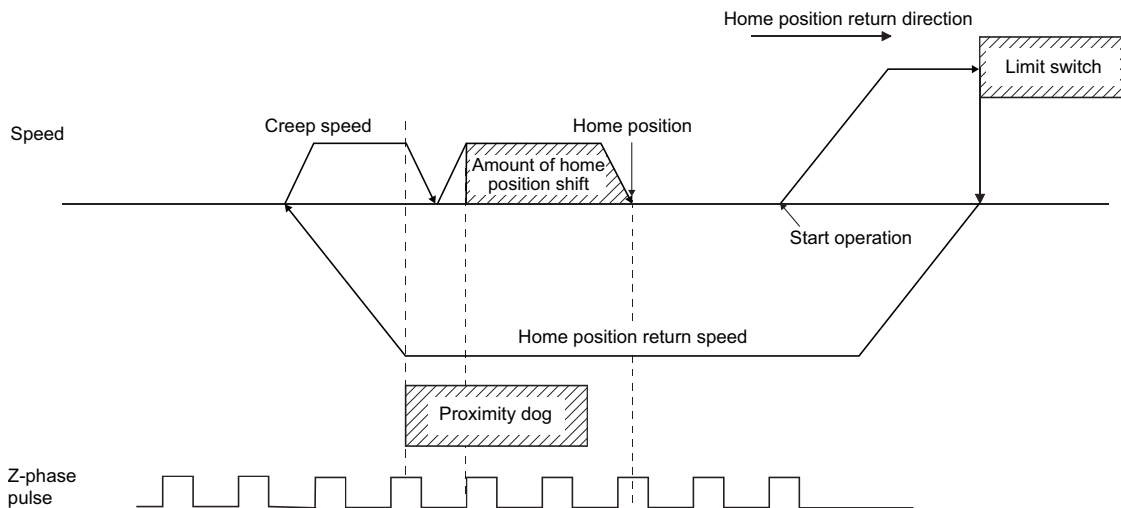 Home position return direction
Limit switch
Speed
Creep speed
Home position
Amount of home
position shift
Start operation
Home position return speed
Proximity dog
Z-phase
pulse